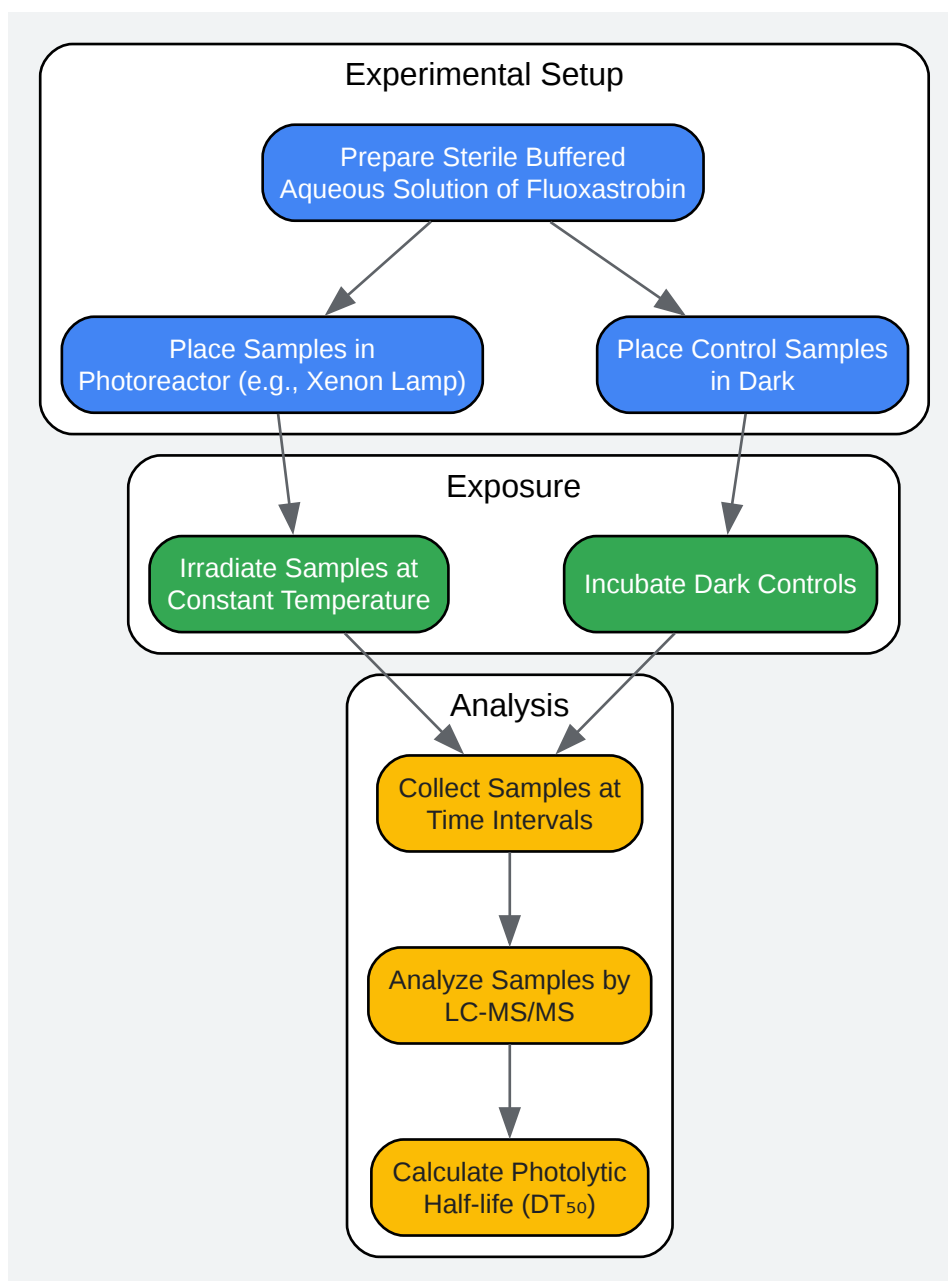 Experimental Setup
Prepare Sterile Buffered
Aqueous Solution of Fluoxastrobin
Place Samples in
Photoreactor (e.g., Xenon Lamp)
Place Control Samples
in Dark
Exposure
Irradiate Samples at
Constant Temperature
Incubate Dark Controls
Analysis
Collect Samples at
Time Intervals
Analyze Samples by
LC-MS/MS
Calculate Photolytic
Half-life (DT₅₀)